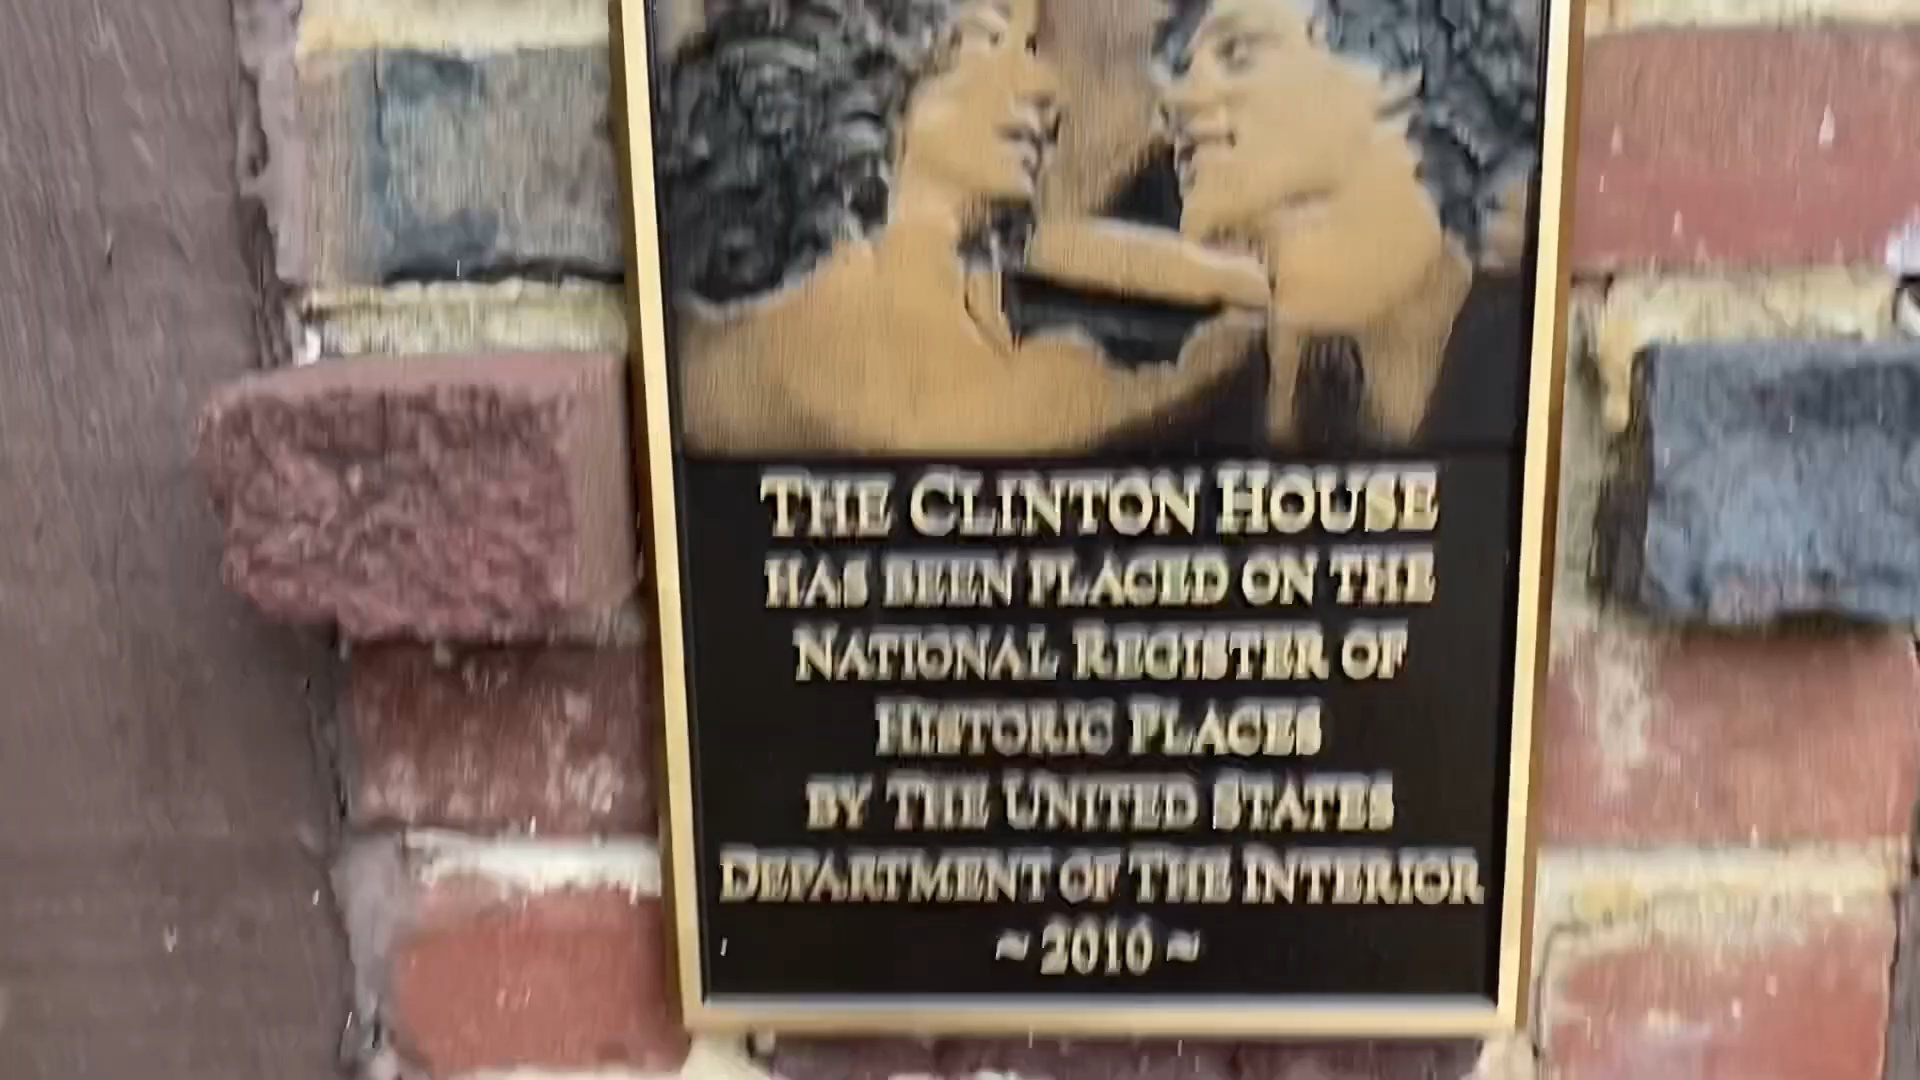 THE CLINTON HOUSE
HAS BEEN PLACED ON THE
NATIONAL REGISTER OF
HISTORIC PLACES
BY THE UNITED STATES
DEPARTMENT OF THE INTERIOR
~ 2010 ~